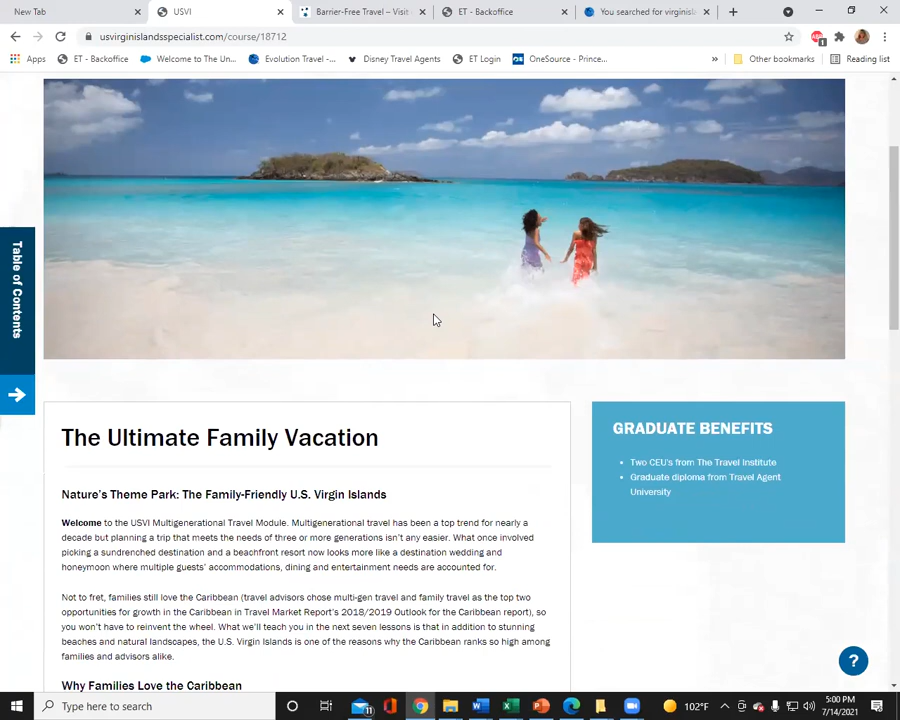 New Tab
USVI
Barrier-Free Travel – Visit
ET - Backoffice
You searched for virginisl
usvirginislandsspecialist.com/course/18712
ABP
1
Apps
ET - Backoffice
Welcome to The Un...
Evolution Travel -...
Disney Travel Agents
ET Login
OneSource - Prince...
»
Other bookmarks
Reading list
Table of Contents
The Ultimate Family Vacation
Nature's Theme Park: The Family-Friendly U.S. Virgin Islands
Welcome to the USVI Multigenerational Travel Module. Multigenerational travel has been a top trend for nearly a
decade but planning a trip that meets the needs of three or more generations isn't any easier. What once involved
picking a sundrenched destination and a beachfront resort now looks more like a destination wedding and
honeymoon where multiple guests' accommodations, dining and entertainment needs are accounted for.
Not to fret, families still love the Caribbean (travel advisors chose multi-gen travel and family travel as the top two
opportunities for growth in the Caribbean in Travel Market Report's 2018/2019 Outlook for the Caribbean report), so
you won't have to reinvent the wheel. What we'll teach you in the next seven lessons is that in addition to stunning
beaches and natural landscapes, the U.S. Virgin Islands is one of the reasons why the Caribbean ranks so high among
families and advisors alike.
Why Families Love the Caribbean
GRADUATE BENEFITS
• Two CEU's from The Travel Institute
• Graduate diploma from Travel Agent
University
?
Type here to search
11
102°F
5:00 PM
7/14/2021